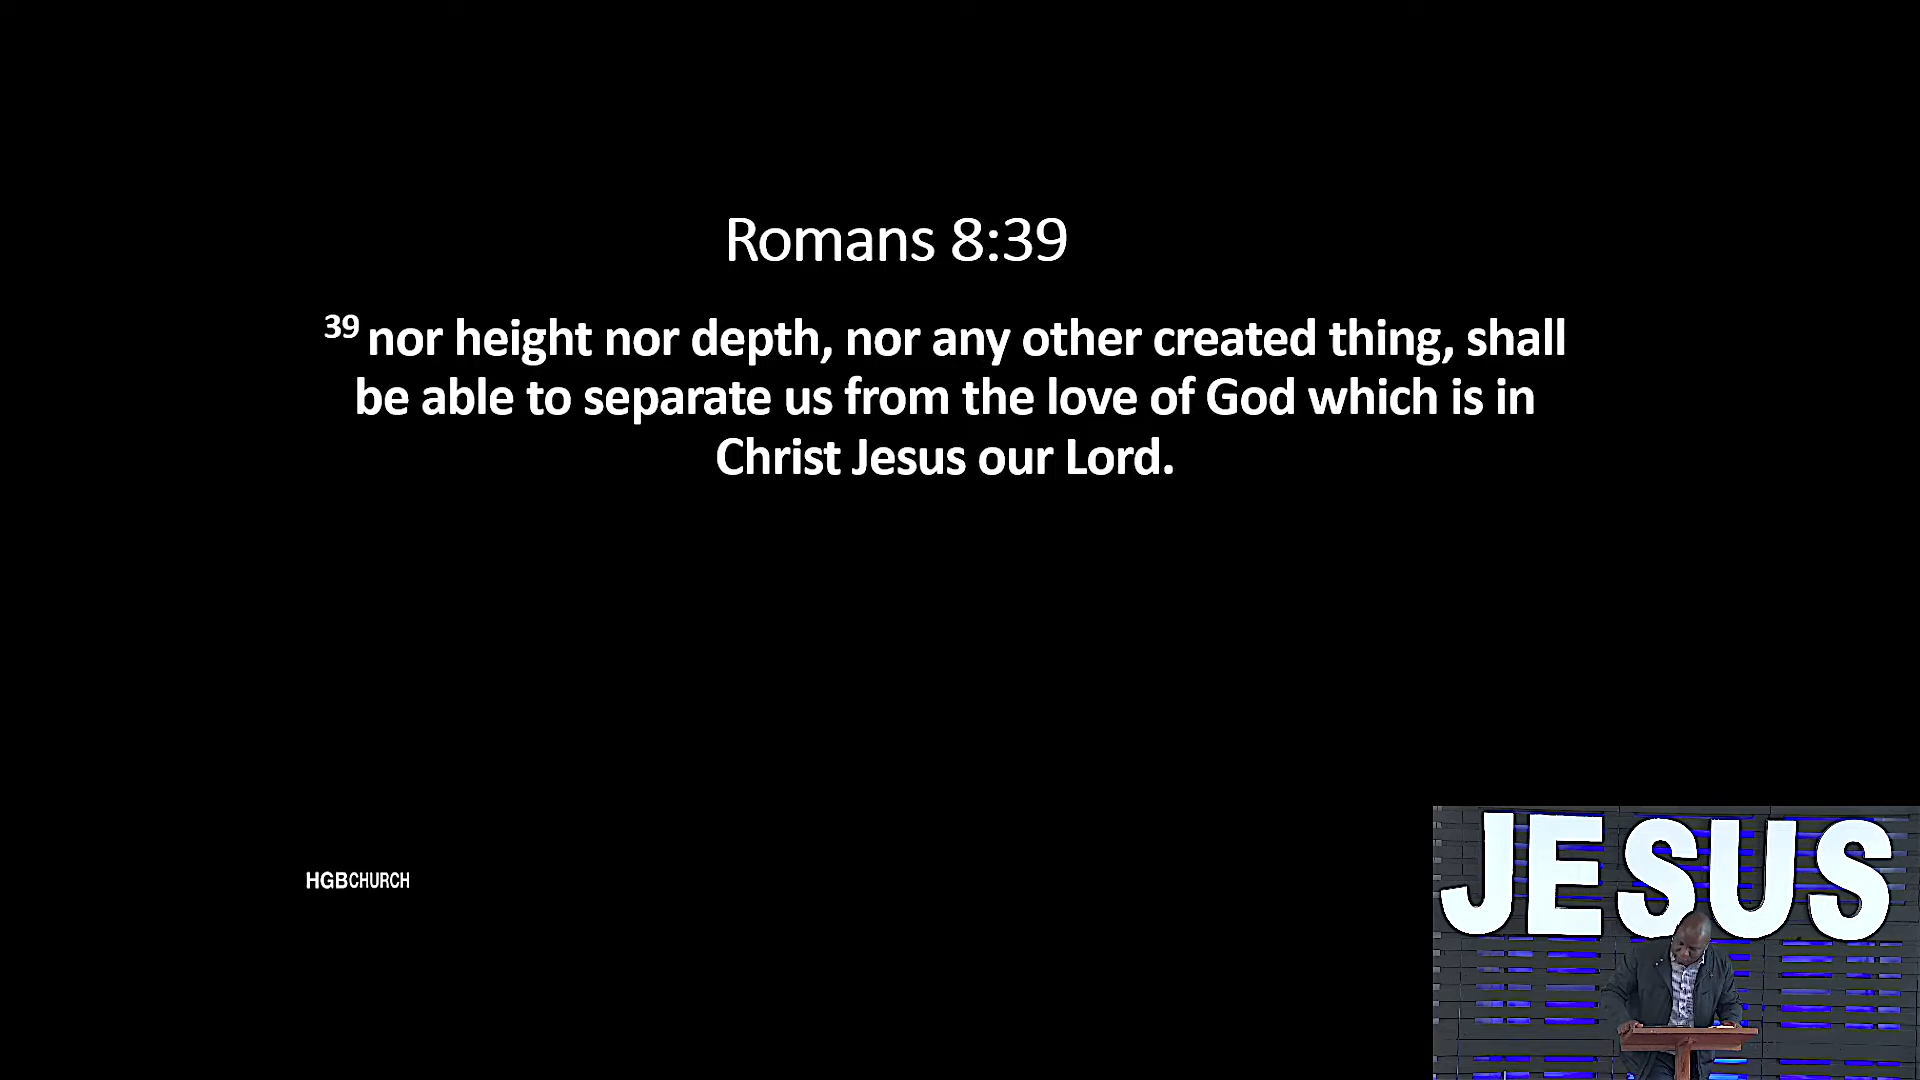 Romans 8:39
39 nor height nor depth, nor any other created thing, shall
be able to separate us from the love of God which is in
Christ Jesus our Lord.
HGBCHURCH
JESUS